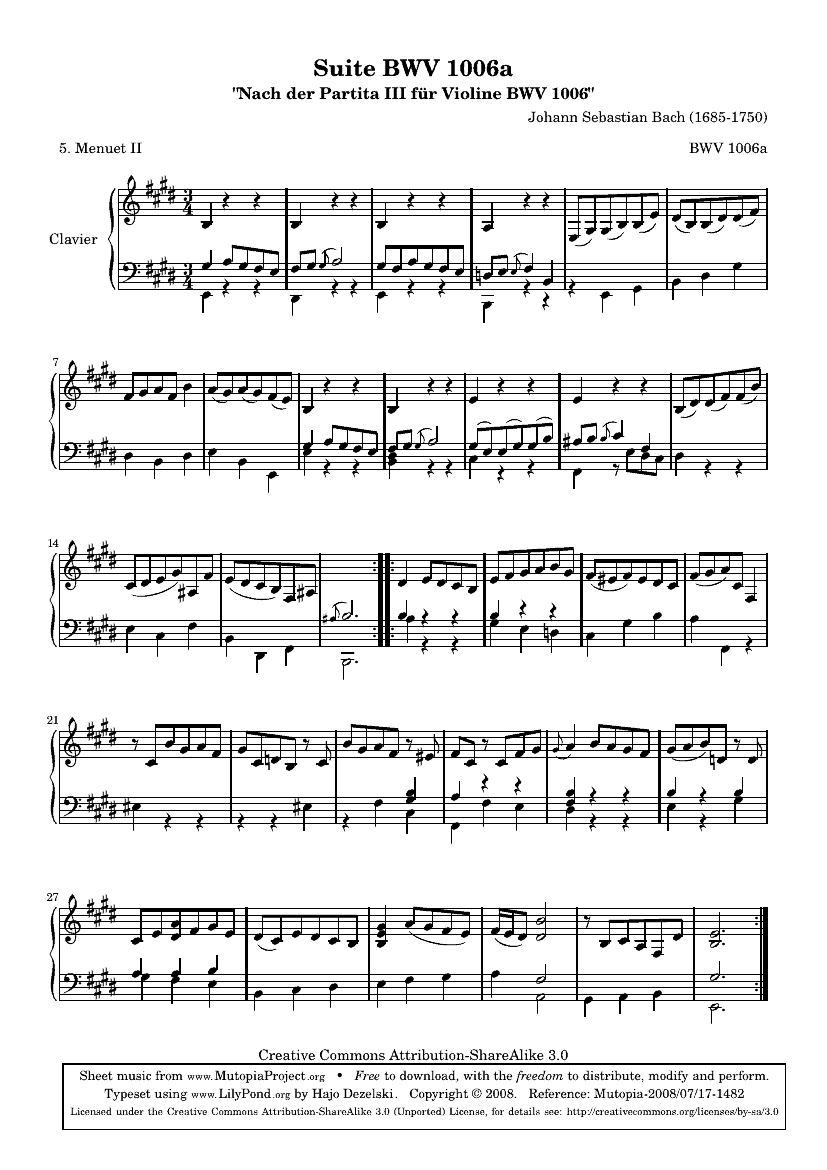 Suite BWV 1006a
"Nach der Partita III für Violine BWV 1006"
Johann Sebastian Bach (1685-1750)
5. Menuet II
BWV 1006a
3
4
Clavier
3
4
7
14
21
27
Creative Commons Attribution-ShareAlike 3.0
Sheet music from www.MutopiaProject.org • Free to download, with the freedom to distribute, modify and perform.
Typeset using www.LilyPond.org by Hajo Dezelski. Copyright © 2008. Reference: Mutopia-2008/07/17-1482
Licensed under the Creative Commons Attribution-ShareAlike 3.0 (Unported) License, for details see: http://creativecommons.org/licenses/by-sa/3.0